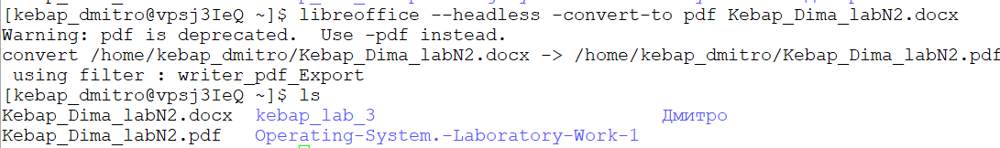 [kebap_dmitro@vpsj3IeQ ~]$ libreoffice --headless -convert-to pdf Kebap_Dima_labN2.docx
Warning: pdf is deprecated.  Use -pdf instead.
convert /home/kebap_dmitro/Kebap_Dima_labN2.docx -> /home/kebap_dmitro/Kebap_Dima_labN2.pdf
 using filter : writer_pdf_Export
[kebap_dmitro@vpsj3IeQ ~]$ ls
Kebap_Dima_labN2.docx  kebap_lab_3  Дмитро
Kebap_Dima_labN2.pdf   Operating-System.-Laboratory-Work-1